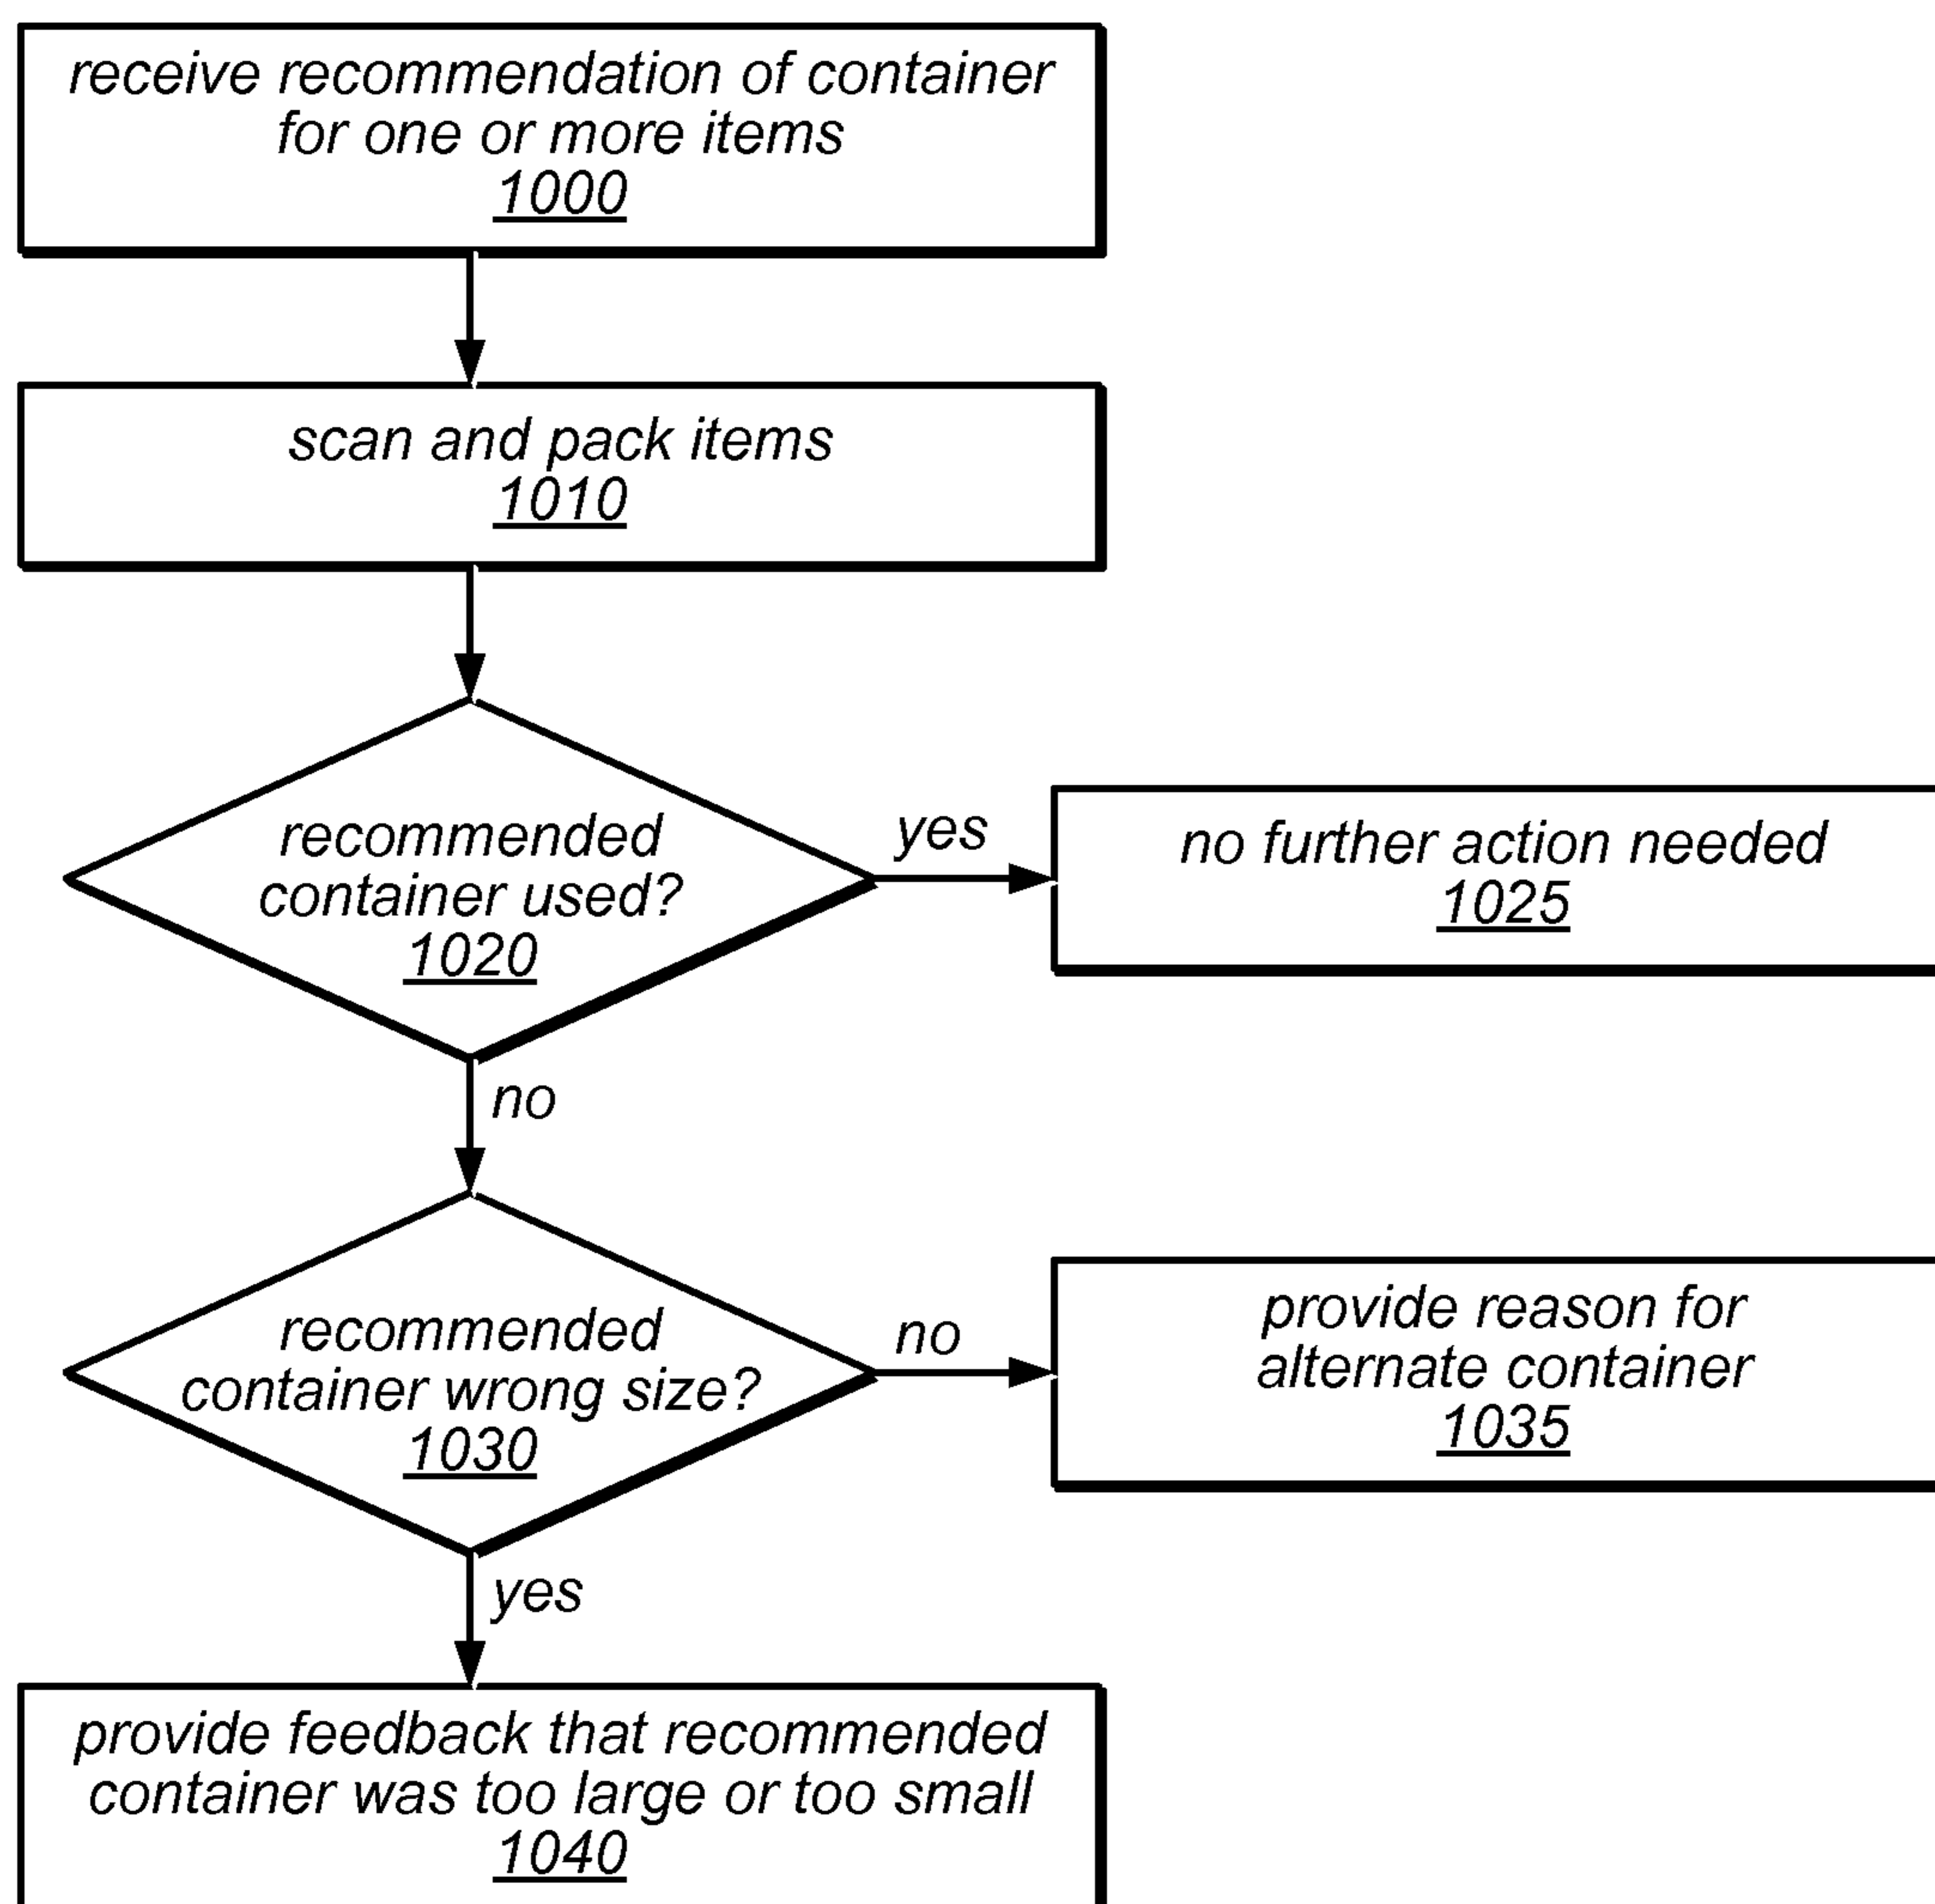 receive recommendation of container
for one or more items
1000
scan and pack items
1010
recommended
container used?
1020
yes
no further action needed
1025
no
recommended
container wrong size?
1030
no
provide reason for
alternate container
1035
yes
provide feedback that recommended
container was too large or too small
1040